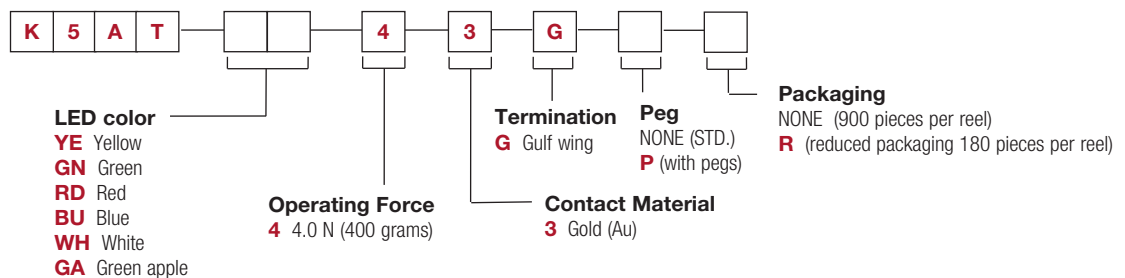 K 5 A T 4 3 G
LED color
YE Yellow
GN Green
RD Red
BU Blue
WH White
GA Green apple
Operating Force
4 4.0 N (400 grams)
Contact Material
3 Gold (Au)
Termination
G Gulf wing
Peg
NONE (STD.)
P (with pegs)
Packaging
NONE (900 pieces per reel)
R (reduced packaging 180 pieces per reel)